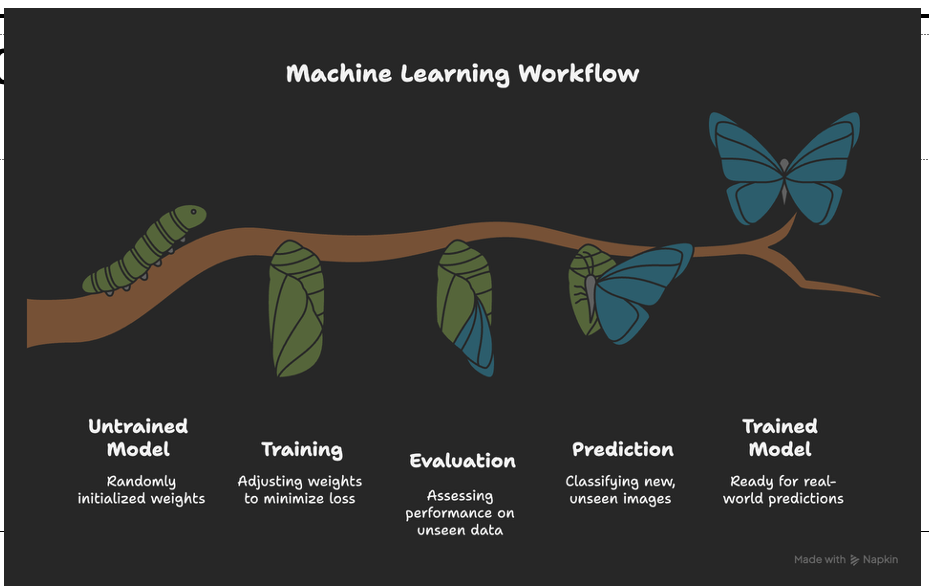 Machine Learning Workflow
Untrained
Model
Randomly
initialized weights
Training
Adjusting weights
to minimize loss
Evaluation
Assessing
performance on
unseen data
Prediction
Classifying new,
unseen images
Trained
Model
Ready for real-
world predictions
Made with Napkin